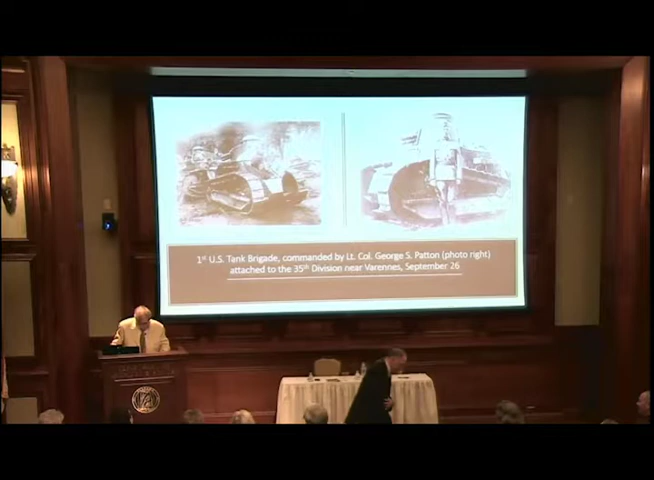 1st U.S. Tank Brigade, commanded by Lt. Col. George S. Patton (photo right)
attached to the 35th Division near Varennes, September 26